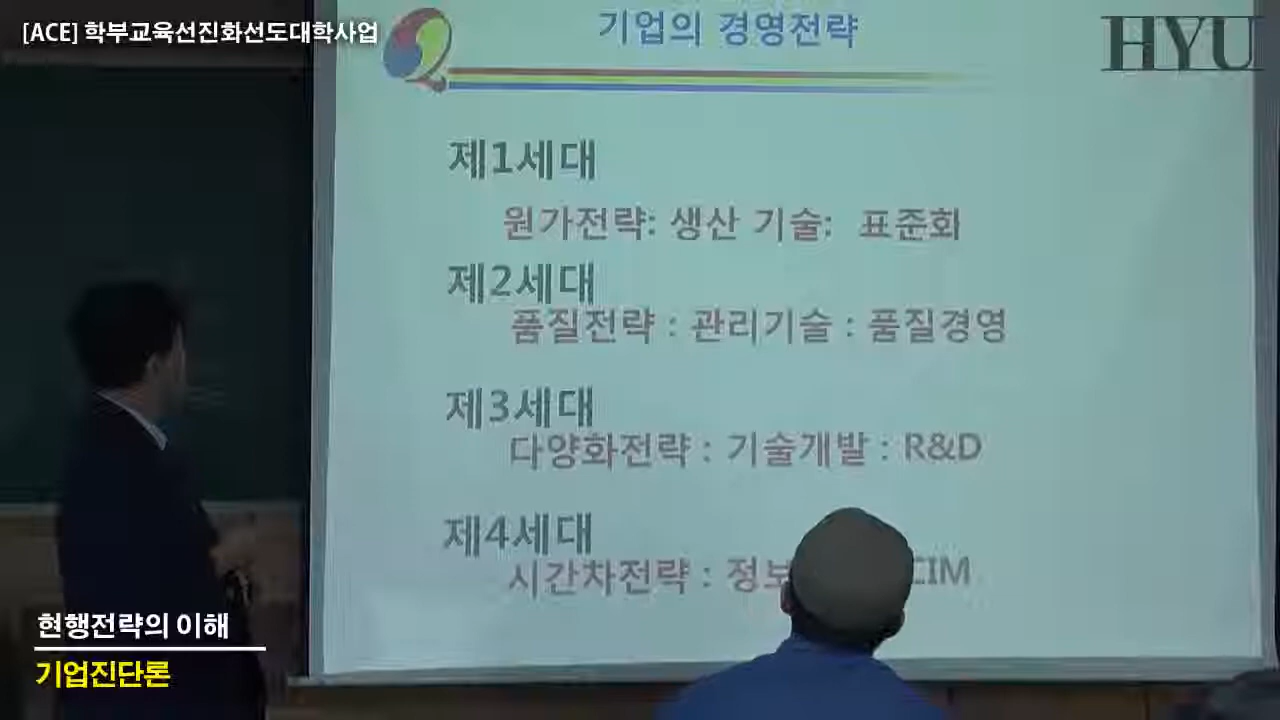 [ACE] 학부교육선진화선도대학사업
HYU
기업의 경영전략
제1세대
원가전략: 생산 기술: 표준화
제2세대
품질전략 : 관리기술 : 품질경영
제3세대
다양화전략 : 기술개발 : R&D
제4세대
시간차전략 : CIM
현행전략의 이해
기업진단론